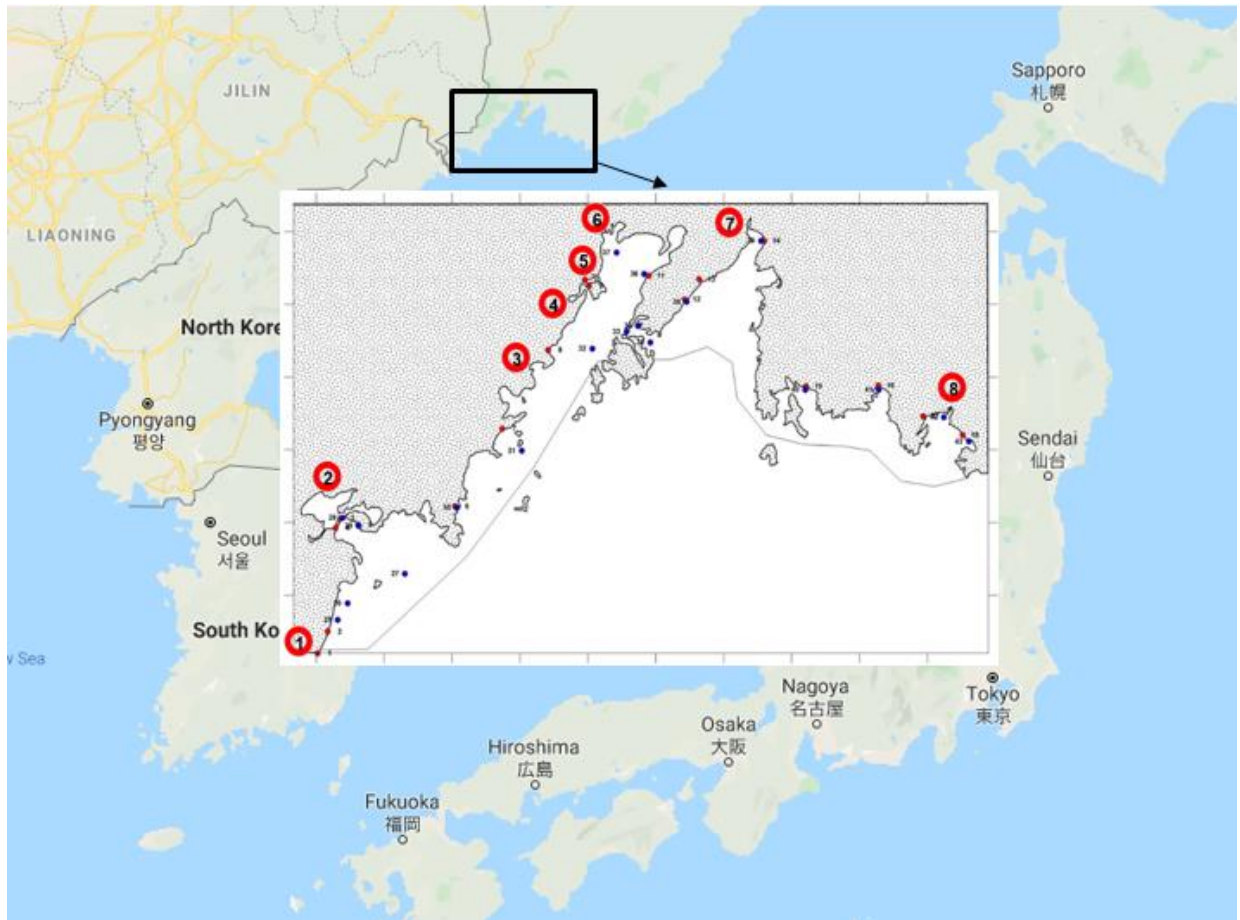 Sapporo
札幌
JILIN
LIAONING
6
7
5
4
North Kore
3
8
Pyongyang
평양
Sendai
仙台
2
Seoul
서울
South Ko
1
w Sea
Nagoya
名古屋
Tokyo
東京
Osaka
大阪
Hiroshima
広島
Fukuoka
福岡